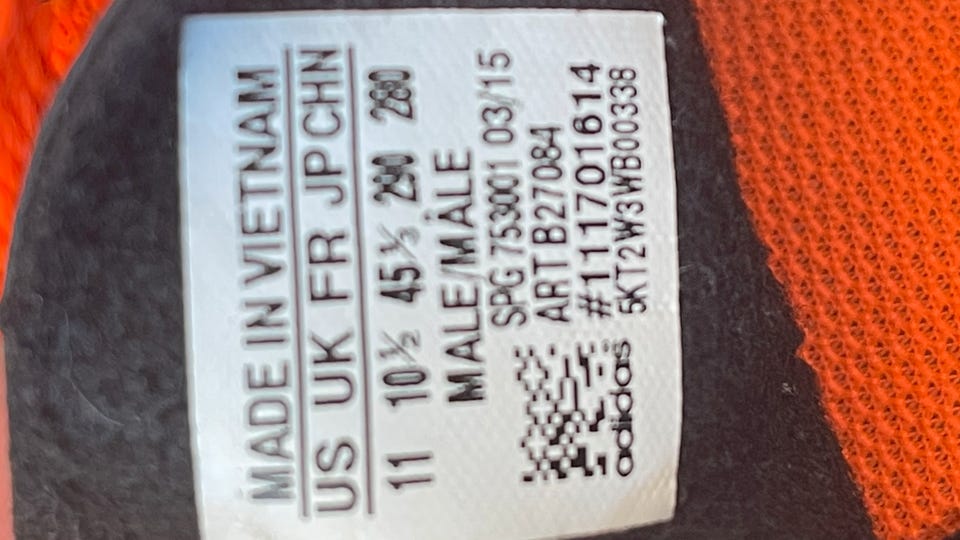 MADE IN VIETNAM
US UK FR JP CHN
11 10½ 45⅓ 290 280
MALE/MÂLE
SPG 753001 03/15
ART B27084
#111701614
5KT2W3WB00338
adidas